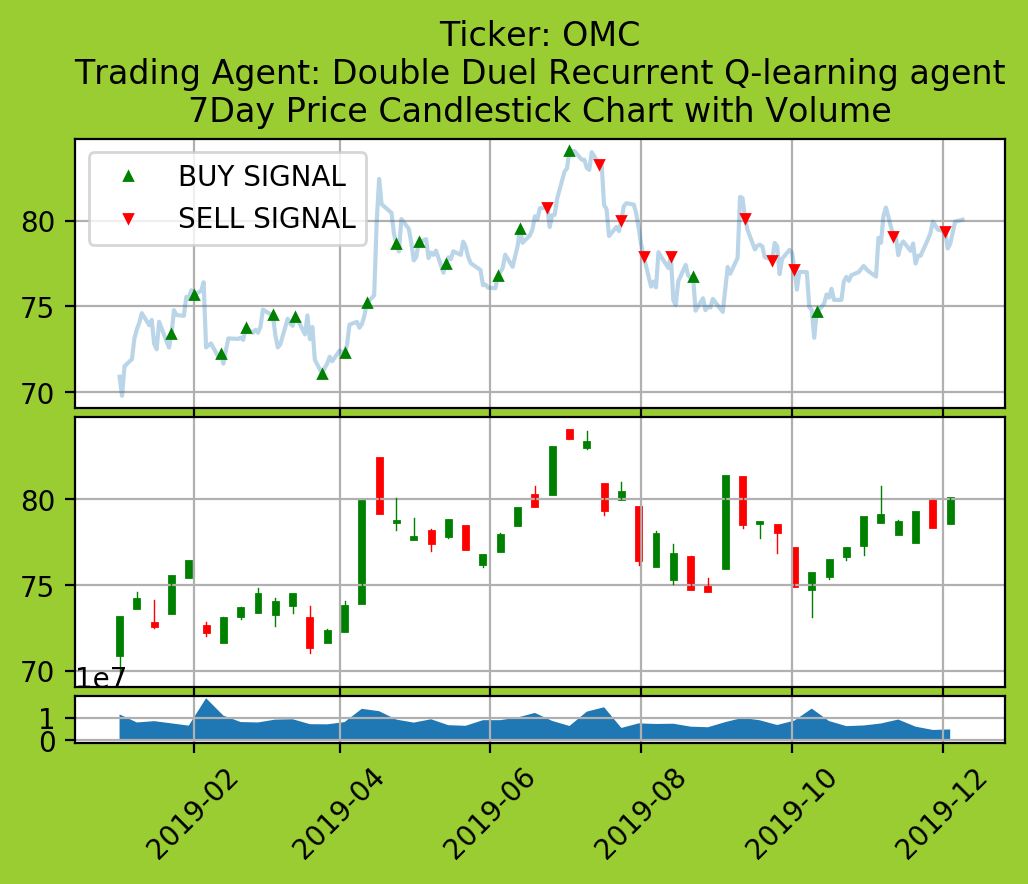 Ticker: OMC
Trading Agent: Double Duel Recurrent Q-learning agent
7Day Price Candlestick Chart with Volume
BUY SIGNAL
SELL SIGNAL
80
75
70
80
75
70
1e7
1
0
2019-02
2019-04
2019-06
2019-08
2019-10
2019-12